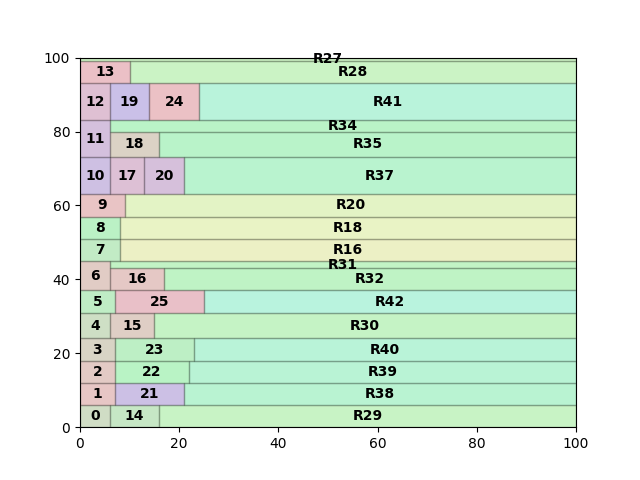 100
R27
13 R28
12 19 24 R41
80
11 R34
18 R35
10 17 20 R37
60
9 R20
8 R18
7 R16
40
6 R31
16 R32
5 25 R42
4 15 R30
20
3 23 R40
2 22 R39
1 21 R38
0 14 R29
0
0 20 40 60 80 100